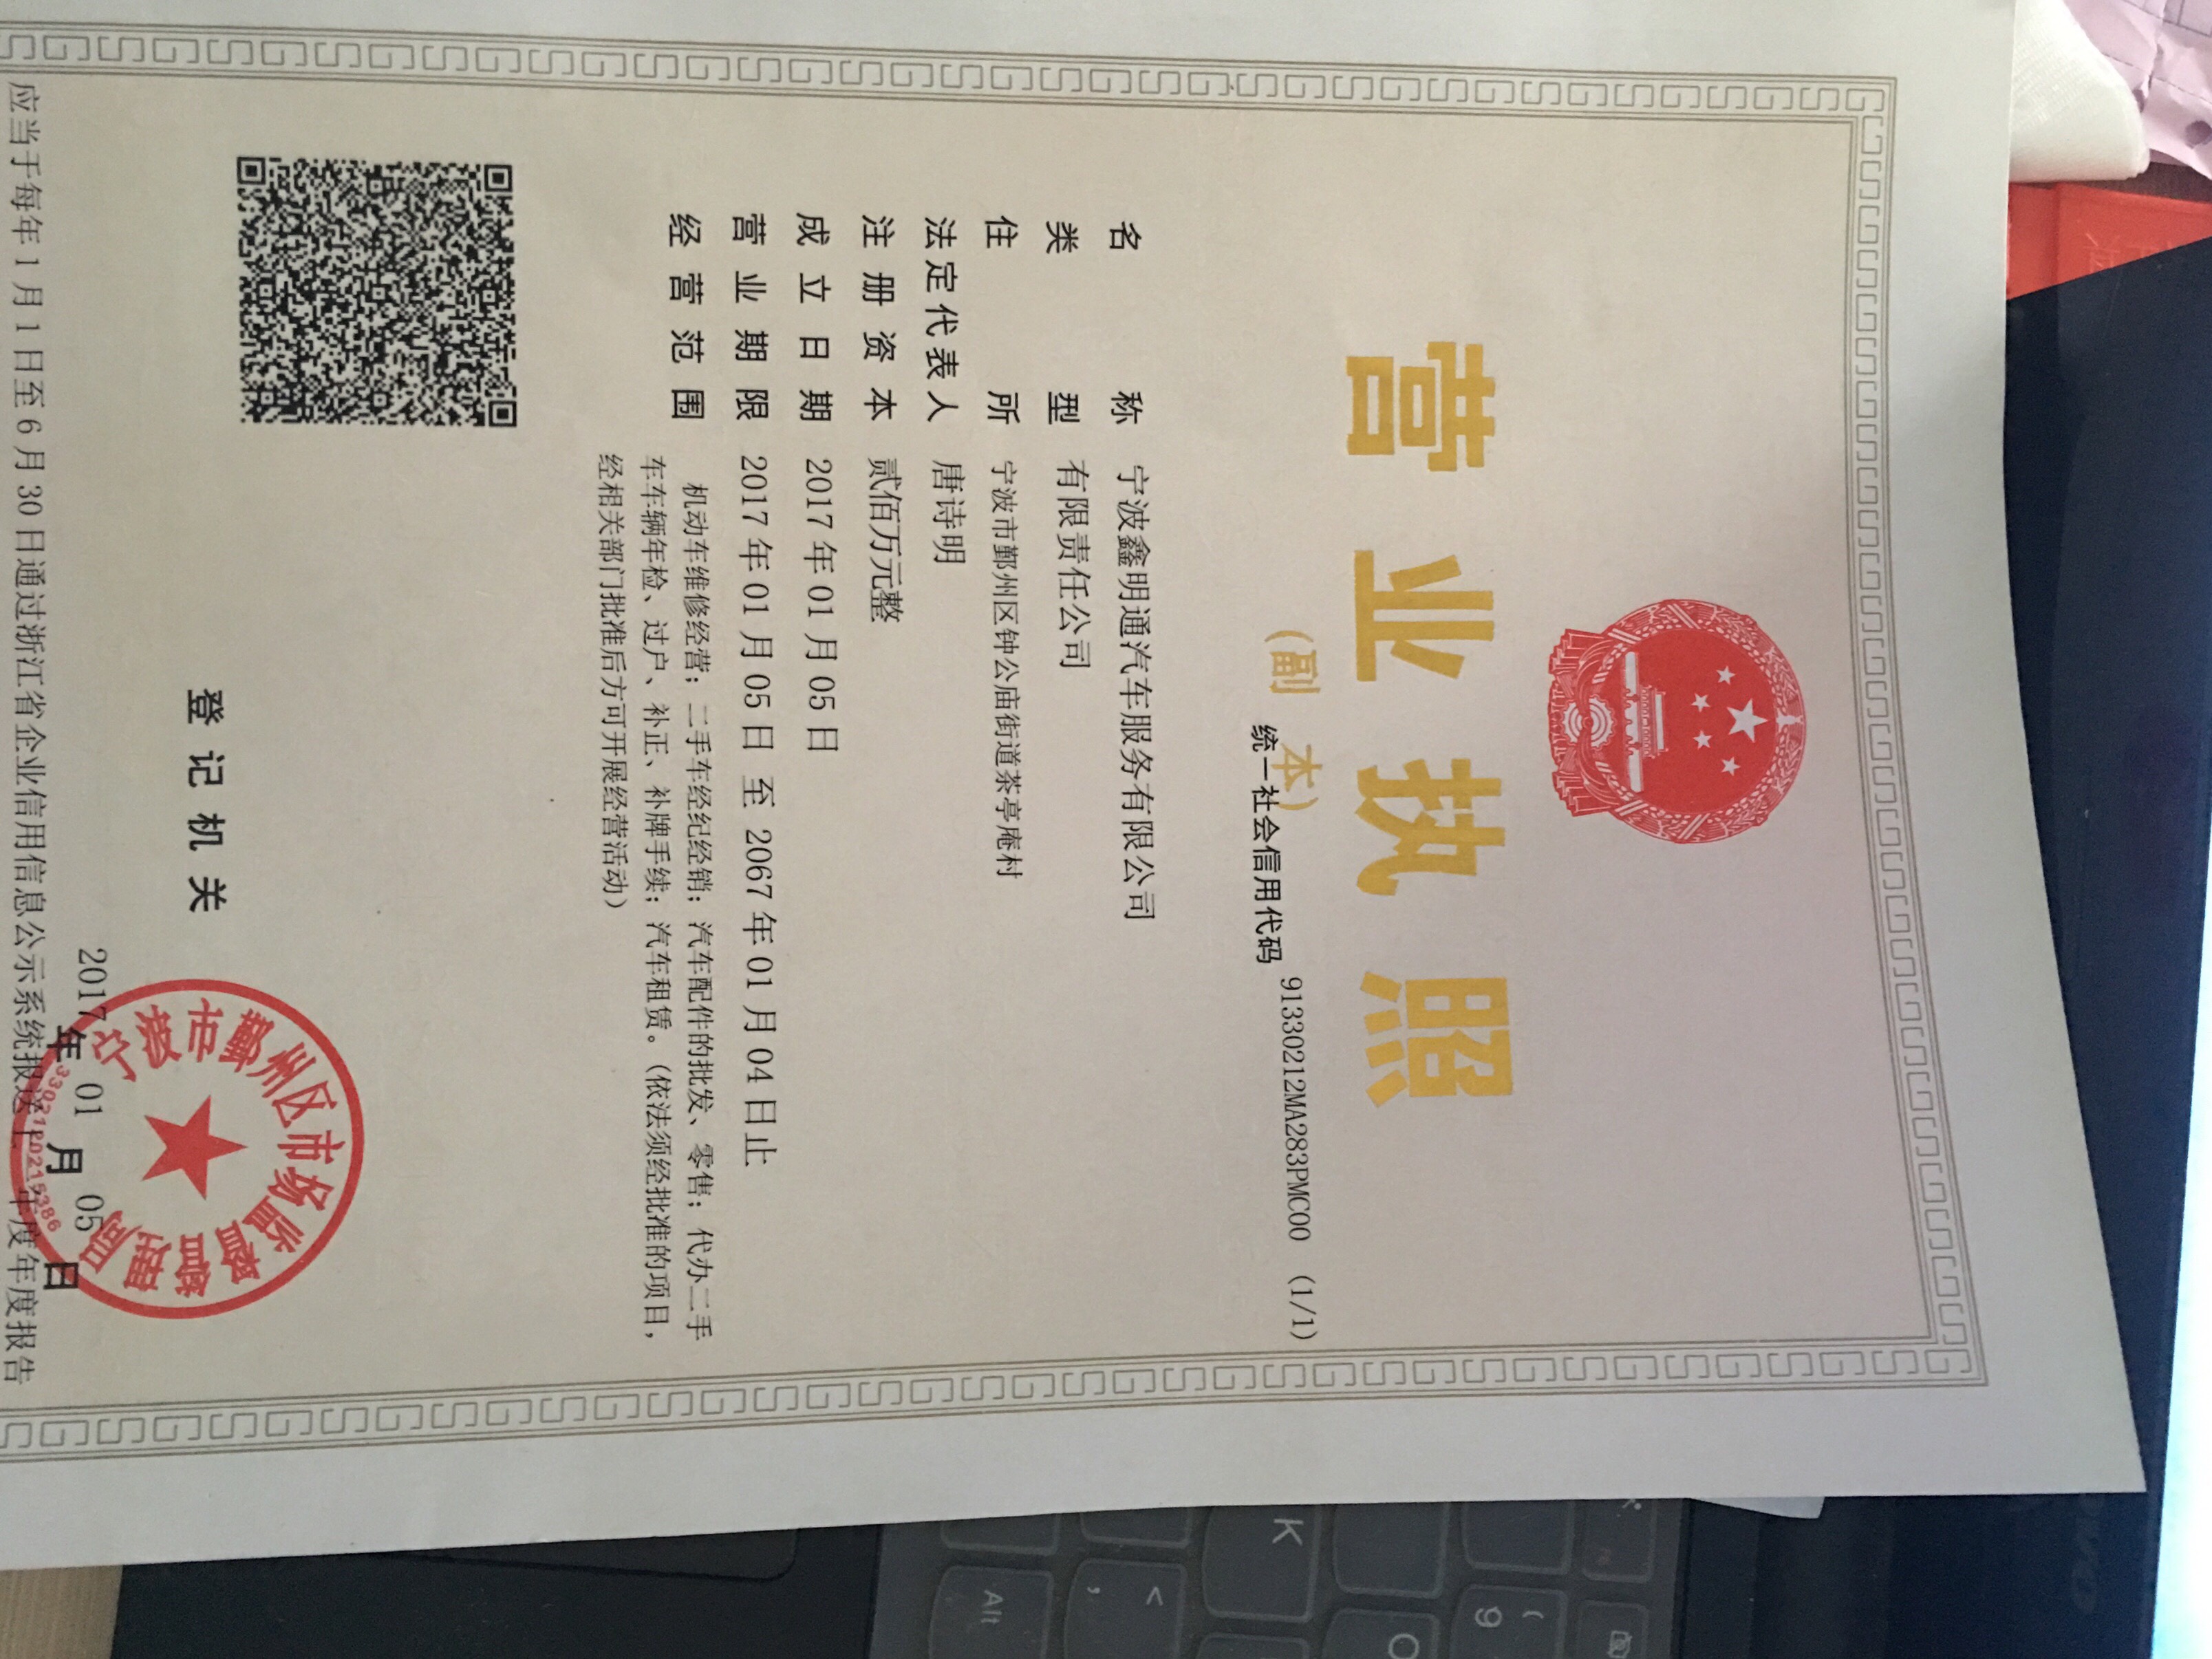 营业执照
（副 本）
统一社会信用代码 91330212MA283PMC00 （1/1）
名称 宁波鑫明通汽车服务有限公司
类型 有限责任公司
住所 宁波市鄞州区钟公庙街道茶亭庵村
法定代表人 唐诗明
注册资本 贰佰万元整
成立日期 2017年01月05日
营业期限 2017年01月05日 至 2067年01月04日止
经营范围 机动车维修经营；二手车经纪经销；汽车配件的批发、零售；代办二手
车车辆年检、过户、补正、补牌手续；汽车租赁。（依法须经批准的项目，
经相关部门批准后方可开展经营活动）
登记机关
宁波市鄞州区市场监督管理局
2017年01月05日
应当于每年1月1日至6月30日通过浙江省企业信用信息公示系统报送上一年度年度报告
K
Alt
<
,
(
9
O